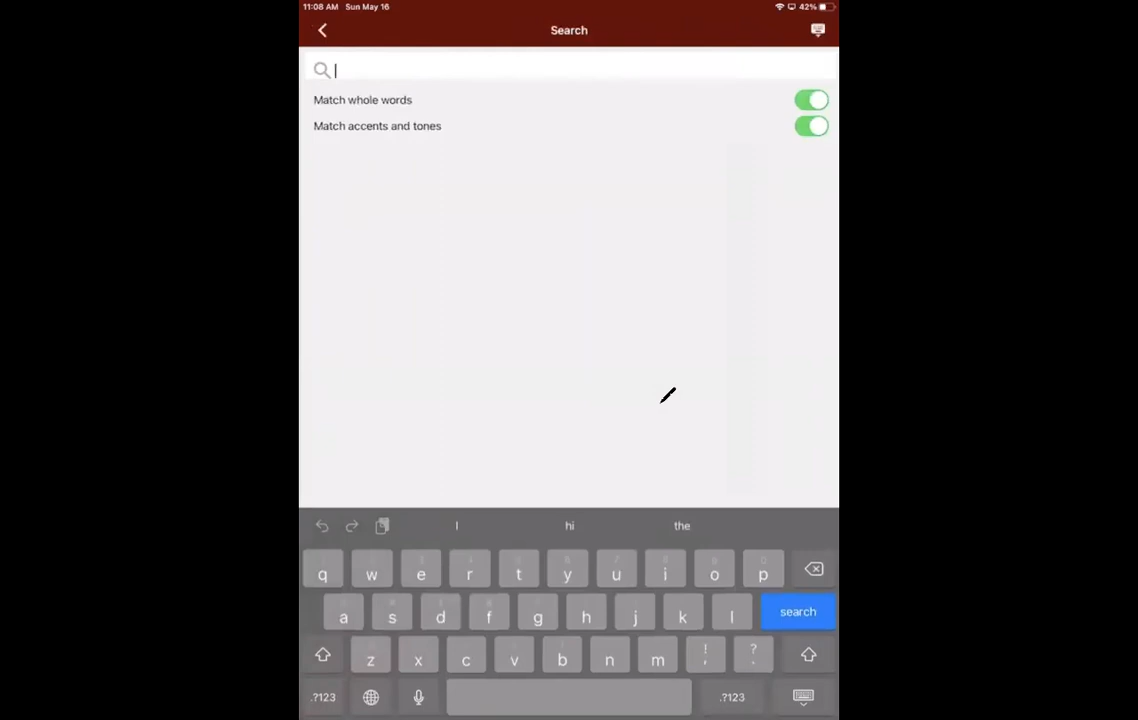 11:08 AM Sun May 16 42%
Search
Match whole words
Match accents and tones
I hi the
q w e r t y u i o p
a s d f g h j k l search
z x c v b n m ! , ? .
.?123 .?123